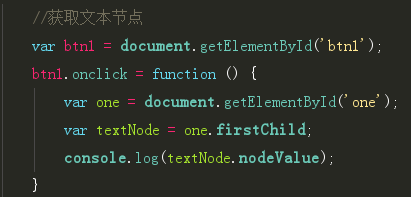 //获取文本节点
var btn1 = document.getElementById('btn1');
btn1.onclick = function () {
var one = document.getElementById('one');
var textNode = one.firstChild;
console.log(textNode.nodeValue);
}